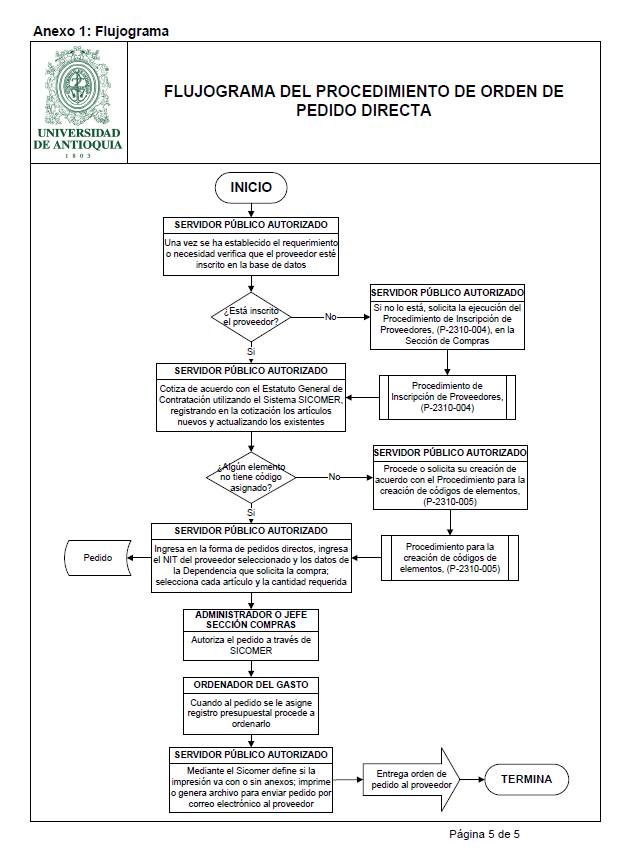 Anexo 1: Flujograma
UNIVERSIDAD
DE ANTIOQUIA
1 8 0 3
FLUJOGRAMA DEL PROCEDIMIENTO DE ORDEN DE
PEDIDO DIRECTA
INICIO
SERVIDOR PÚBLICO AUTORIZADO
Una vez se ha establecido el requerimiento
o necesidad verifica que el proveedor esté
inscrito en la base de datos
¿Está inscrito
el proveedor?
No
SERVIDOR PÚBLICO AUTORIZADO
Si no lo está, solicita la ejecución del
Procedimiento de Inscripción de
Proveedores, (P-2310-004), en la
Sección de Compras
Si
Procedimiento de
Inscripción de Proveedores,
(P-2310-004)
SERVIDOR PÚBLICO AUTORIZADO
Cotiza de acuerdo con el Estatuto General de
Contratación utilizando el Sistema SICOMER,
registrando en la cotización los artículos
nuevos y actualizando los existentes
¿Algún elemento
no tiene código
asignado?
No
SERVIDOR PÚBLICO AUTORIZADO
Procede o solicita su creación de
acuerdo con el Procedimiento para la
creación de códigos de elementos,
(P-2310-005)
Si
Procedimiento para la
creación de códigos de
elementos, (P-2310-005)
SERVIDOR PÚBLICO AUTORIZADO
Ingresa en la forma de pedidos directos, ingresa
el NIT del proveedor seleccionado y los datos de
la Dependencia que solicita la compra;
selecciona cada artículo y la cantidad requerida
Pedido
ADMINISTRADOR O JEFE
SECCIÓN COMPRAS
Autoriza el pedido a través de
SICOMER
ORDENADOR DEL GASTO
Cuando al pedido se le asigne
registro presupuestal procede a
ordenarlo
SERVIDOR PÚBLICO AUTORIZADO
Mediante el Sicomer define si la
impresión va con o sin anexos; imprime
o genera archivo para enviar pedido por
correo electrónico al proveedor
Entrega orden de
pedido al proveedor
TERMINA
Página 5 de 5